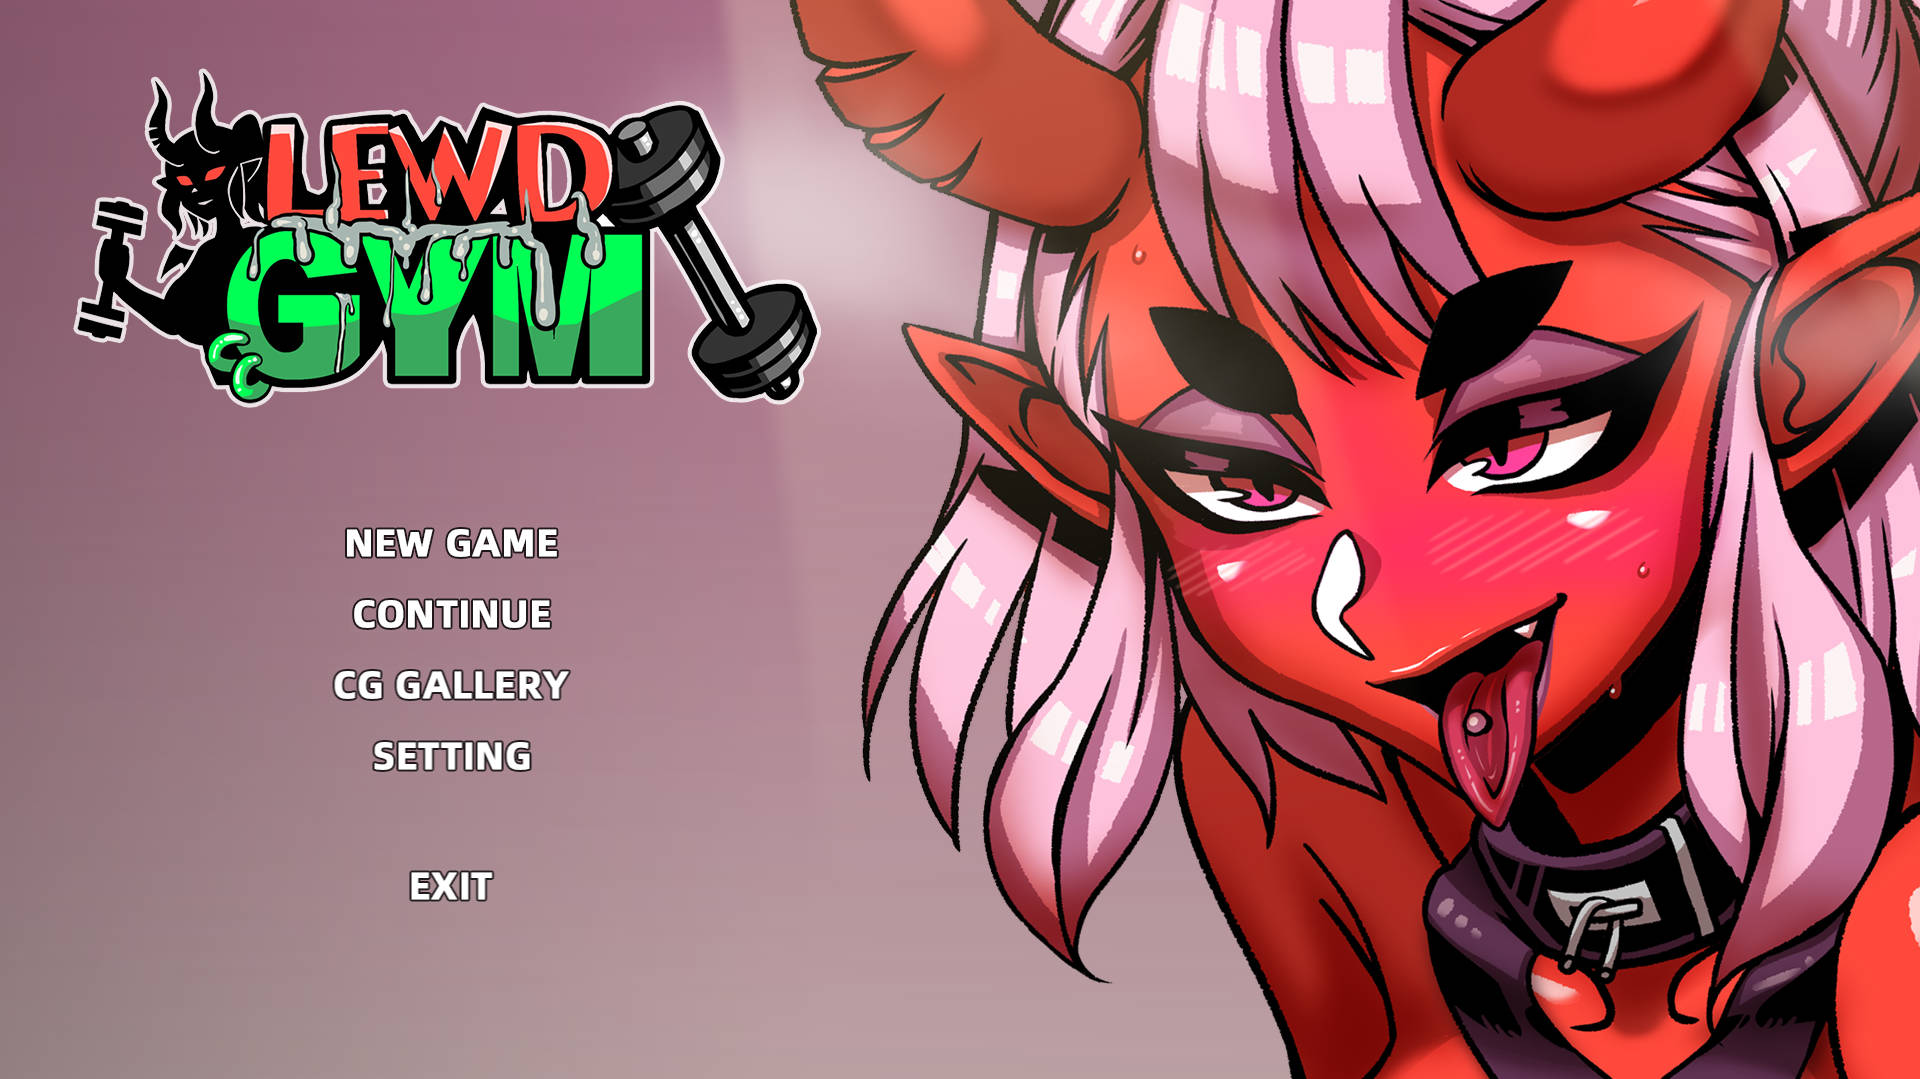 LEWD
GYM
NEW GAME
CONTINUE
CG GALLERY
SETTING
EXIT